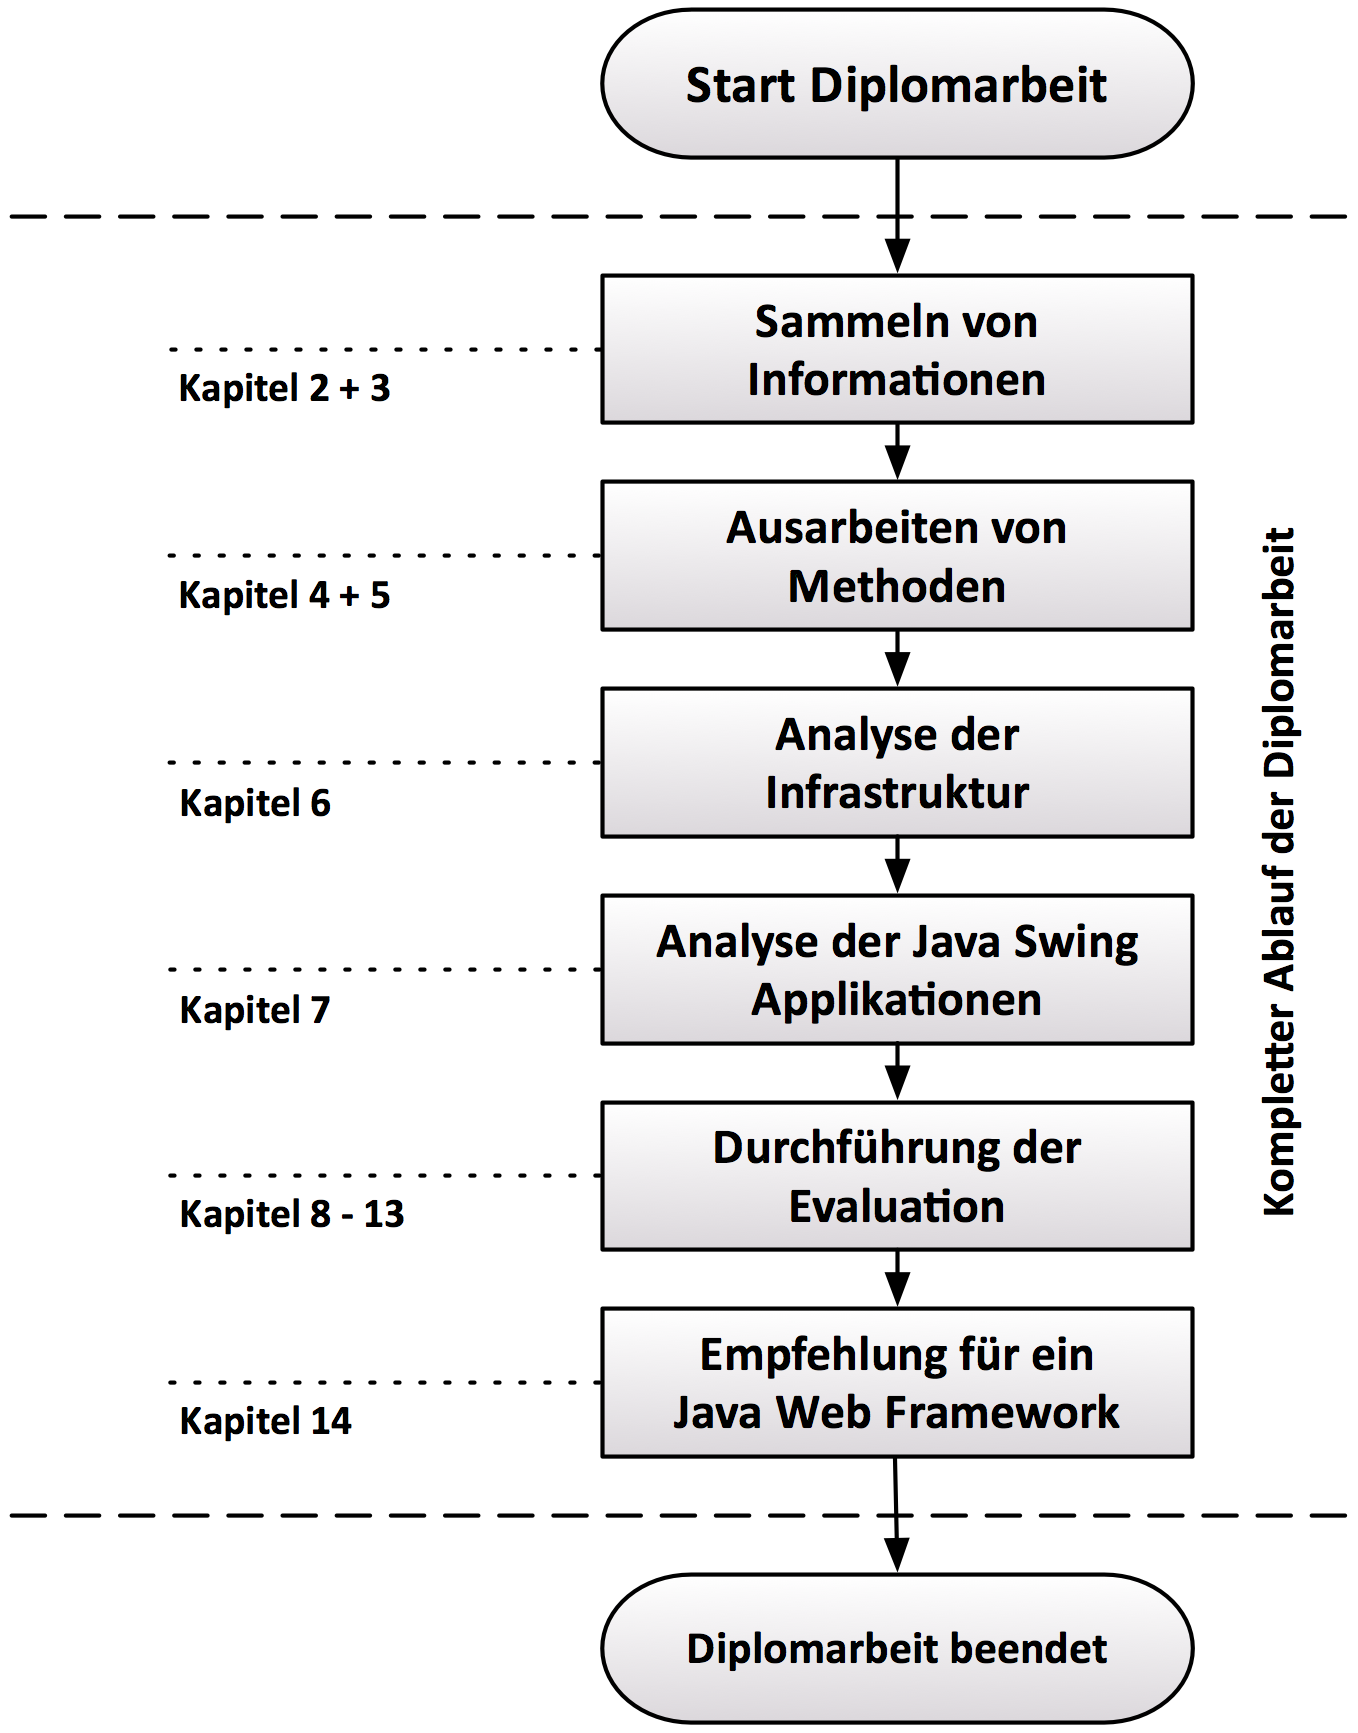 Start Diplomarbeit
Sammeln von
Informationen
Kapitel 2 + 3
Ausarbeiten von
Methoden
Kapitel 4 + 5
Analyse der
Infrastruktur
Kapitel 6
Analyse der Java Swing
Applikationen
Kapitel 7
Durchführung der
Evaluation
Kapitel 8 - 13
Empfehlung für ein
Java Web Framework
Kapitel 14
Kompletter Ablauf der Diplomarbeit
Diplomarbeit beendet